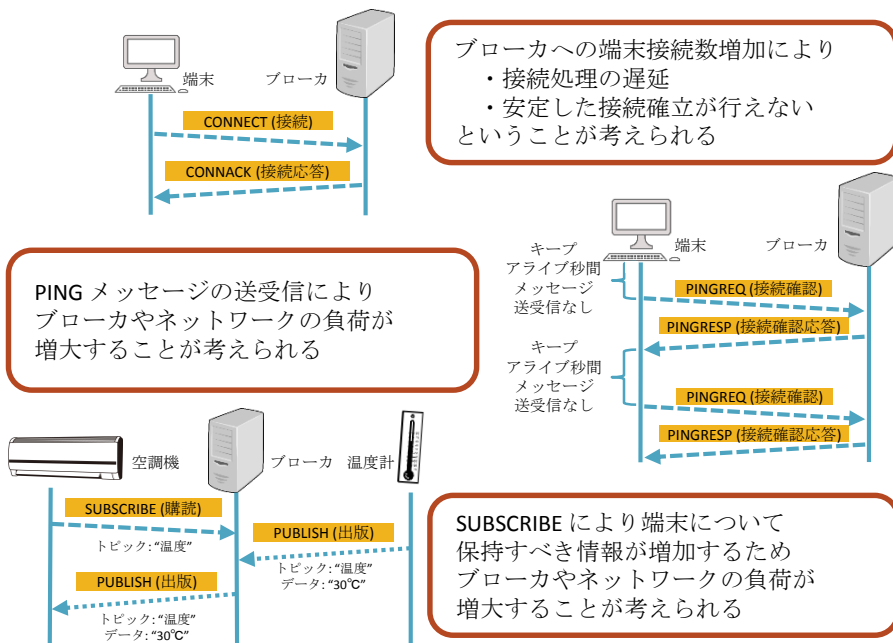 端末
ブローカ
CONNECT (接続)
CONNACK (接続応答)
ブローカへの端末接続数増加により
・接続処理の遅延
・安定した接続確立が行えない
ということが考えられる
PING メッセージの送受信により
ブローカやネットワークの負荷が
増大することが考えられる
端末
ブローカ
キープ
アライブ秒間
メッセージ
送受信なし
PINGREQ (接続確認)
PINGRESP (接続確認応答)
キープ
アライブ秒間
メッセージ
送受信なし
PINGREQ (接続確認)
PINGRESP (接続確認応答)
空調機
ブローカ
温度計
SUBSCRIBE (購読)
トピック: “温度”
PUBLISH (出版)
トピック: “温度”
データ: “30℃”
PUBLISH (出版)
トピック: “温度”
データ: “30℃”
SUBSCRIBE により端末について
保持すべき情報が増加するため
ブローカやネットワークの負荷が
増大することが考えられる